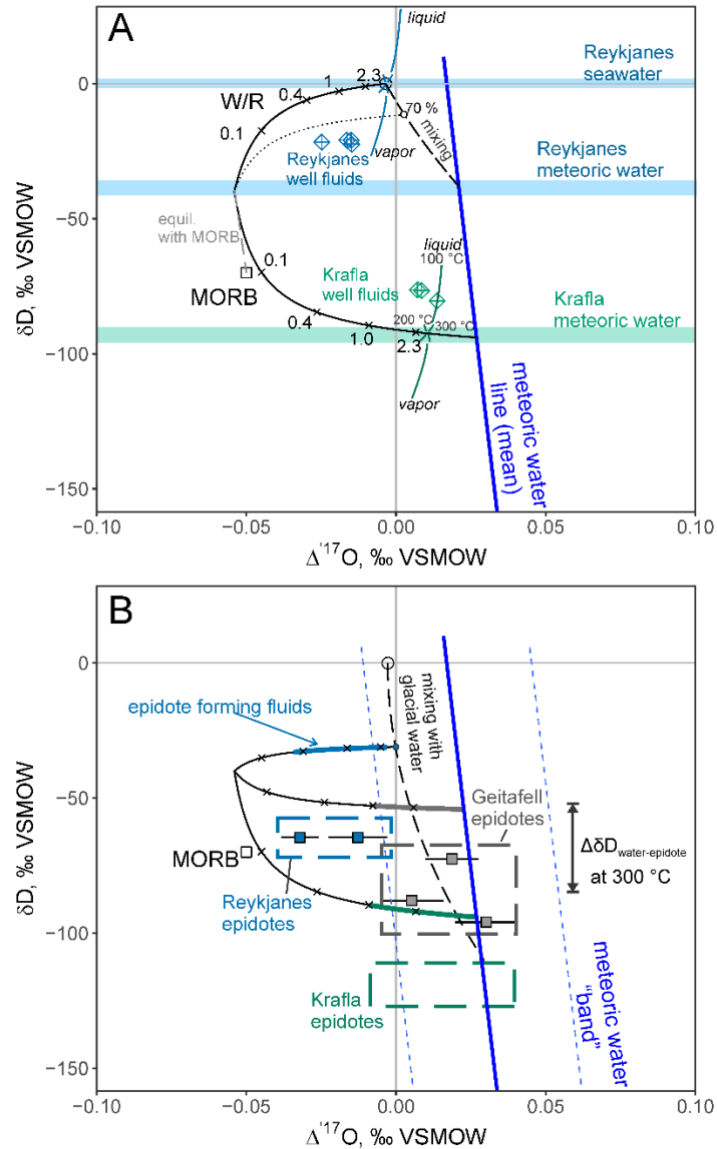 A
liquid
Reykjanes
seawater
0
1
2.3
0.4
W/R
70 %
0.1
mixing
vapor
Reykjanes
well fluids
Reykjanes
meteoric water
−50
equil.
with MORB
liquid
100 °C
MORB
0.1
Krafla
well fluids
200 °C
300 °C
Krafla
meteoric water
0.4
1.0
2.3
−100
vapor
meteoric water
line (mean)
−150
δD, ‰ VSMOW
−0.10
−0.05
0.00
0.05
0.10
Δ'¹⁷O, ‰ VSMOW
B
0
epidote forming fluids
mixing with
glacial water
−50
Geitafell
epidotes
MORB
ΔδD water-epidote
at 300 °C
Reykjanes
epidotes
−100
Krafla
epidotes
meteoric water
"band"
−150
δD, ‰ VSMOW
−0.10
−0.05
0.00
0.05
0.10
Δ'¹⁷O, ‰ VSMOW